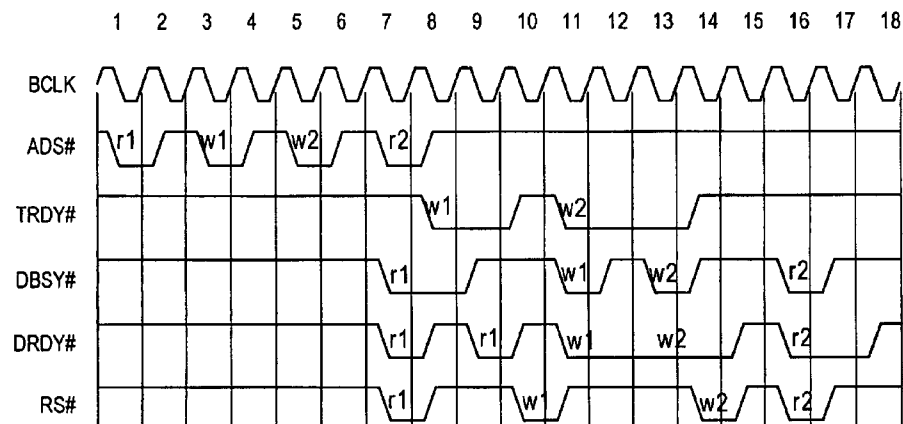 1 2 3 4 5 6 7 8 9 10 11 12 13 14 15 16 17 18
BCLK
ADS# r1 w1 w2 r2
TRDY# w1 w2
DBSY# r1 w1 w2 r2
DRDY# r1 r1 w1 w2 r2
RS# r1 w1 w2 r2